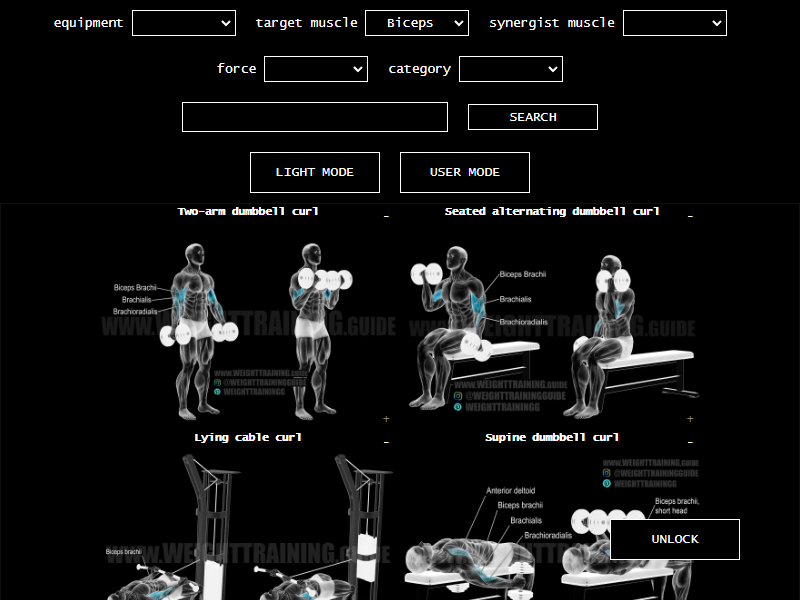 equipment target muscle Biceps synergist muscle
force category
SEARCH
LIGHT MODE USER MODE
Two-arm dumbbell curl - Seated alternating dumbbell curl -
Biceps Brachii
Brachialis
Brachioradialis
WWW.WEIGHTTRAINING.GUIDE
WWW.WEIGHTTRAINING.GUIDE
@WEIGHTTRAININGGUIDE
WEIGHTTRAININGG
+
Biceps Brachii
Brachialis
Brachioradialis
WWW.WEIGHTTRAINING.GUIDE
WWW.WEIGHTTRAINING.GUIDE
@WEIGHTTRAININGGUIDE
WEIGHTTRAININGG
+
Lying cable curl - Supine dumbbell curl -
Biceps brachii
WWW.WEIGHTTRAINING.GUIDE
WWW.WEIGHTTRAINING.GUIDE
@WEIGHTTRAININGGUIDE
WEIGHTTRAININGG
Anterior deltoid
Biceps brachii
Brachialis
Brachioradialis
Biceps brachii,
short head
UNLOCK